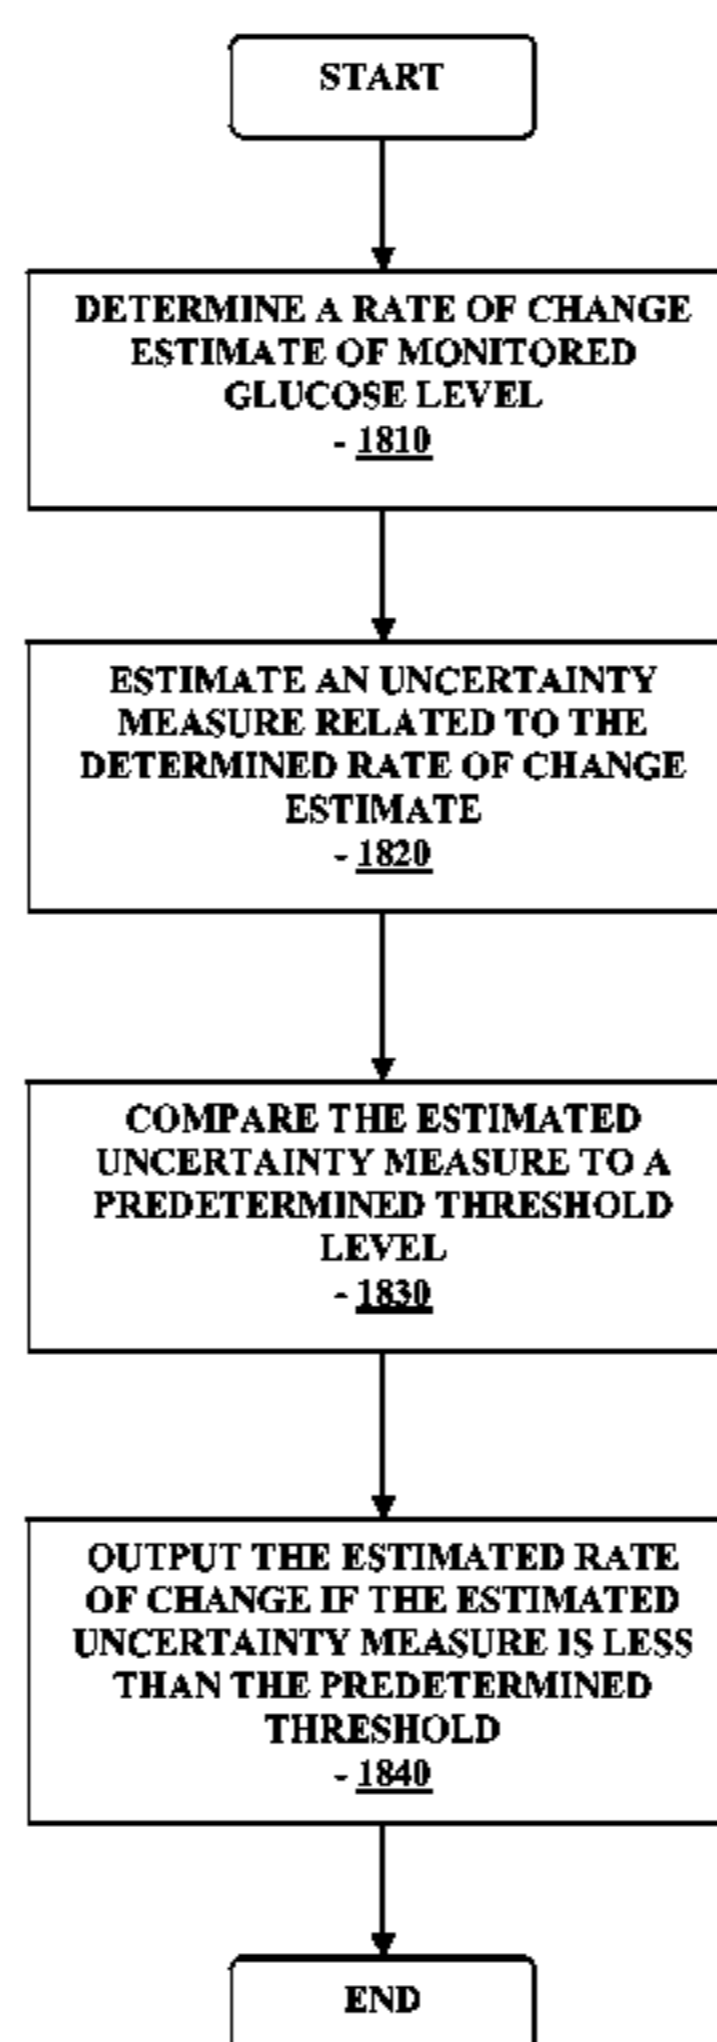 START
DETERMINE A RATE OF CHANGE
ESTIMATE OF MONITORED
GLUCOSE LEVEL
- 1810
ESTIMATE AN UNCERTAINTY
MEASURE RELATED TO THE
DETERMINED RATE OF CHANGE
ESTIMATE
- 1820
COMPARE THE ESTIMATED
UNCERTAINTY MEASURE TO A
PREDETERMINED THRESHOLD
LEVEL
- 1830
OUTPUT THE ESTIMATED RATE
OF CHANGE IF THE ESTIMATED
UNCERTAINTY MEASURE IS LESS
THAN THE PREDETERMINED
THRESHOLD
- 1840
END